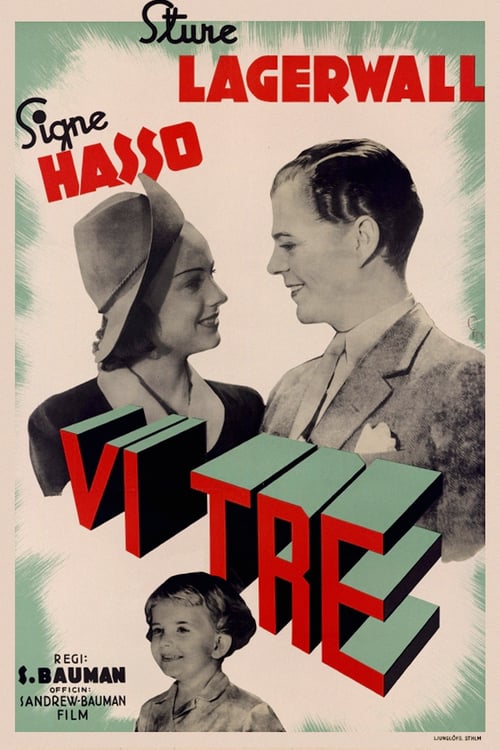 Sture
LAGERWALL
Signe
HASSO
VI TRE
REGI:
S. BAUMAN
OFFICIN:
SANDREW-BAUMAN
FILM
LJUNGLÖFS, STHLM